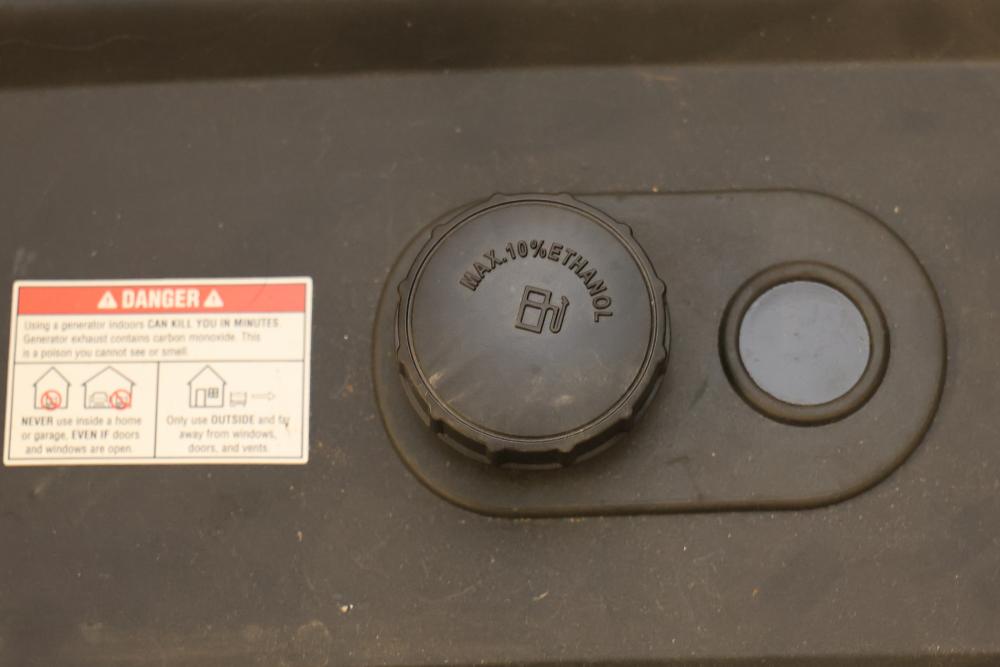 DANGER
Using a generator indoors CAN KILL YOU IN MINUTES.
Generator exhaust contains carbon monoxide. This
is a poison you cannot see or smell.
NEVER use inside a home
or garage, EVEN IF doors
and windows are open.
Only use OUTSIDE and far
away from windows,
doors, and vents.
MAX.10%ETHANOL